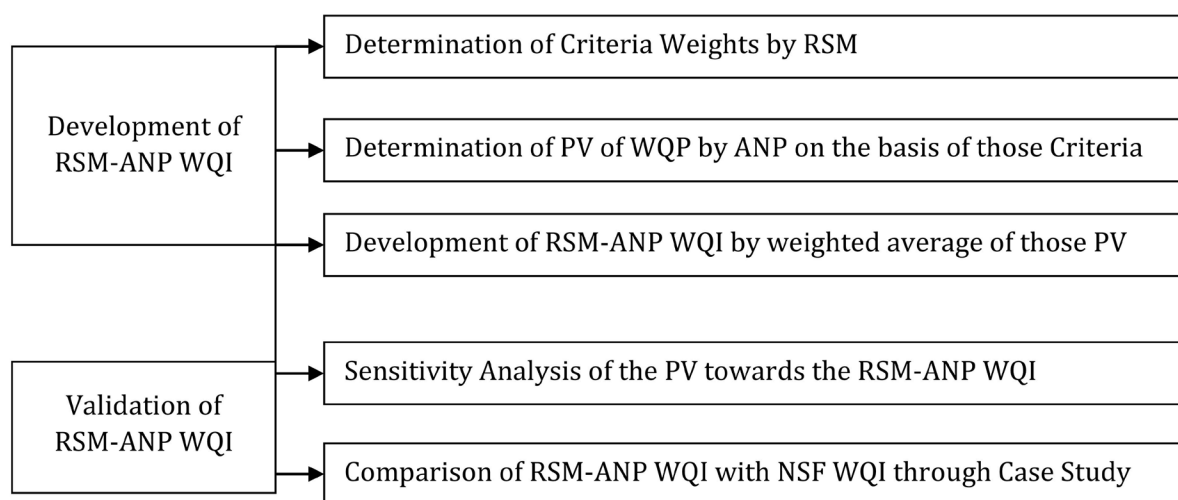 Determination of Criteria Weights by RSM
Development of
RSM-ANP WQI
Determination of PV of WQP by ANP on the basis of those Criteria
Development of RSM-ANP WQI by weighted average of those PV
Validation of
RSM-ANP WQI
Sensitivity Analysis of the PV towards the RSM-ANP WQI
Comparison of RSM-ANP WQI with NSF WQI through Case Study